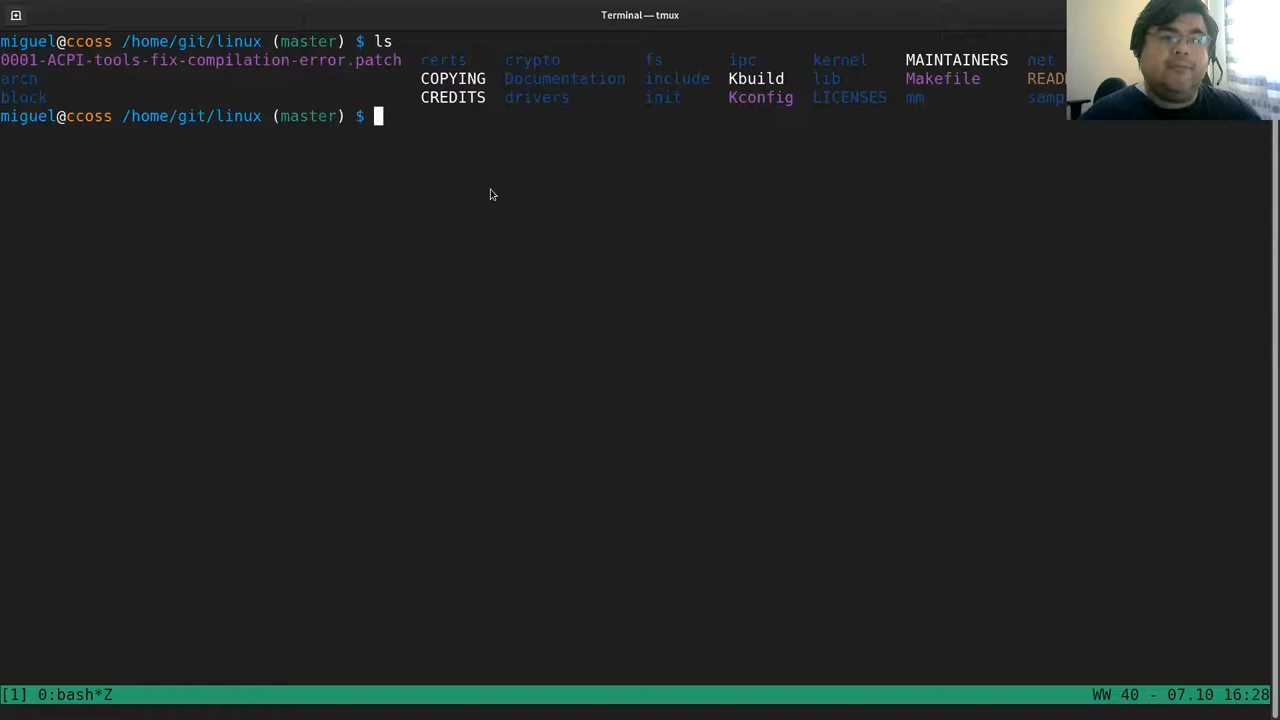 Terminal — tmux
miguel@ccoss /home/git/linux (master) $ ls
0001-ACPI-tools-fix-compilation-error.patch certs crypto fs ipc kernel MAINTAINERS net
arch COPYING Documentation include Kbuild lib Makefile READ
block CREDITS drivers init Kconfig LICENSES mm samp
miguel@ccoss /home/git/linux (master) $
[1] 0:bash*Z WW 40 - 07.10 16:28